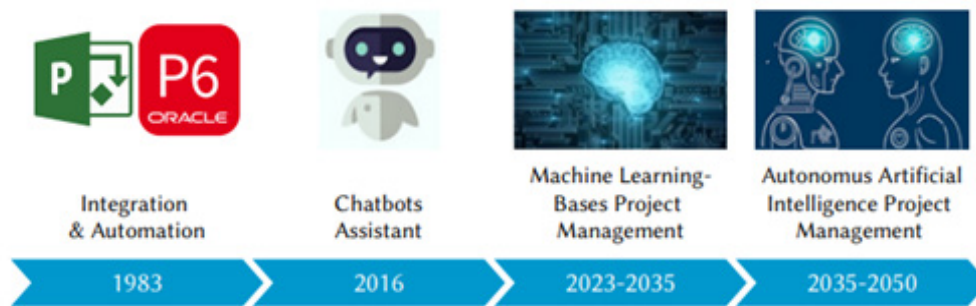 P
P6
ORACLE
Integration
& Automation
Chatbots
Assistant
Machine Learning-
Bases Project
Management
Autonomus Artificial
Intelligence Project
Management
1983
2016
2023-2035
2035-2050